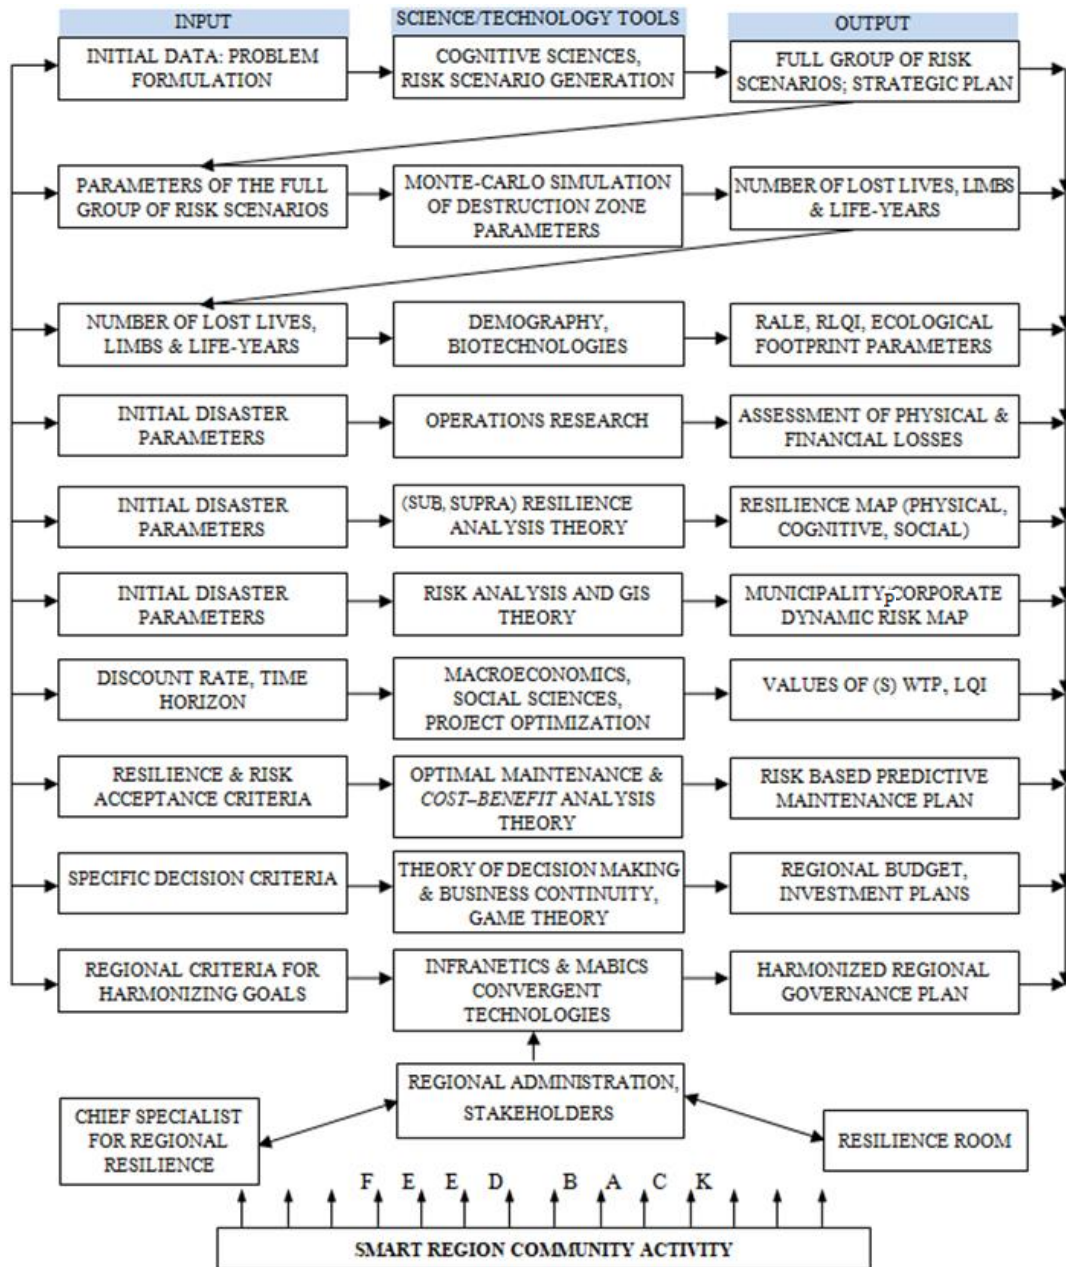 INPUT
SCIENCE/TECHNOLOGY TOOLS
OUTPUT
INITIAL DATA: PROBLEM
FORMULATION
COGNITIVE SCIENCES,
RISK SCENARIO GENERATION
FULL GROUP OF RISK
SCENARIOS; STRATEGIC PLAN
PARAMETERS OF THE FULL
GROUP OF RISK SCENARIOS
MONTE-CARLO SIMULATION
OF DESTRUCTION ZONE
PARAMETERS
NUMBER OF LOST LIVES, LIMBS
& LIFE-YEARS
NUMBER OF LOST LIVES,
LIMBS & LIFE-YEARS
DEMOGRAPHY,
BIOTECHNOLOGIES
RALE, RLQI, ECOLOGICAL
FOOTPRINT PARAMETERS
INITIAL DISASTER
PARAMETERS
OPERATIONS RESEARCH
ASSESSMENT OF PHYSICAL &
FINANCIAL LOSSES
INITIAL DISASTER
PARAMETERS
(SUB, SUPRA) RESILIENCE
ANALYSIS THEORY
RESILIENCE MAP (PHYSICAL,
COGNITIVE, SOCIAL)
INITIAL DISASTER
PARAMETERS
RISK ANALYSIS AND GIS
THEORY
MUNICIPALITY, CORPORATE
P
DYNAMIC RISK MAP
DISCOUNT RATE, TIME
HORIZON
MACROECONOMICS,
SOCIAL SCIENCES,
PROJECT OPTIMIZATION
VALUES OF (S) WTP, LQI
RESILIENCE & RISK
ACCEPTANCE CRITERIA
OPTIMAL MAINTENANCE &
COST–BENEFIT ANALYSIS
THEORY
RISK BASED PREDICTIVE
MAINTENANCE PLAN
SPECIFIC DECISION CRITERIA
THEORY OF DECISION MAKING
& BUSINESS CONTINUITY,
GAME THEORY
REGIONAL BUDGET,
INVESTMENT PLANS
REGIONAL CRITERIA FOR
HARMONIZING GOALS
INFRANETICS & MABICS
CONVERGENT
TECHNOLOGIES
HARMONIZED REGIONAL
GOVERNANCE PLAN
REGIONAL ADMINISTRATION,
STAKEHOLDERS
CHIEF SPECIALIST
FOR REGIONAL
RESILIENCE
RESILIENCE ROOM
F E E D B A C K
SMART REGION COMMUNITY ACTIVITY